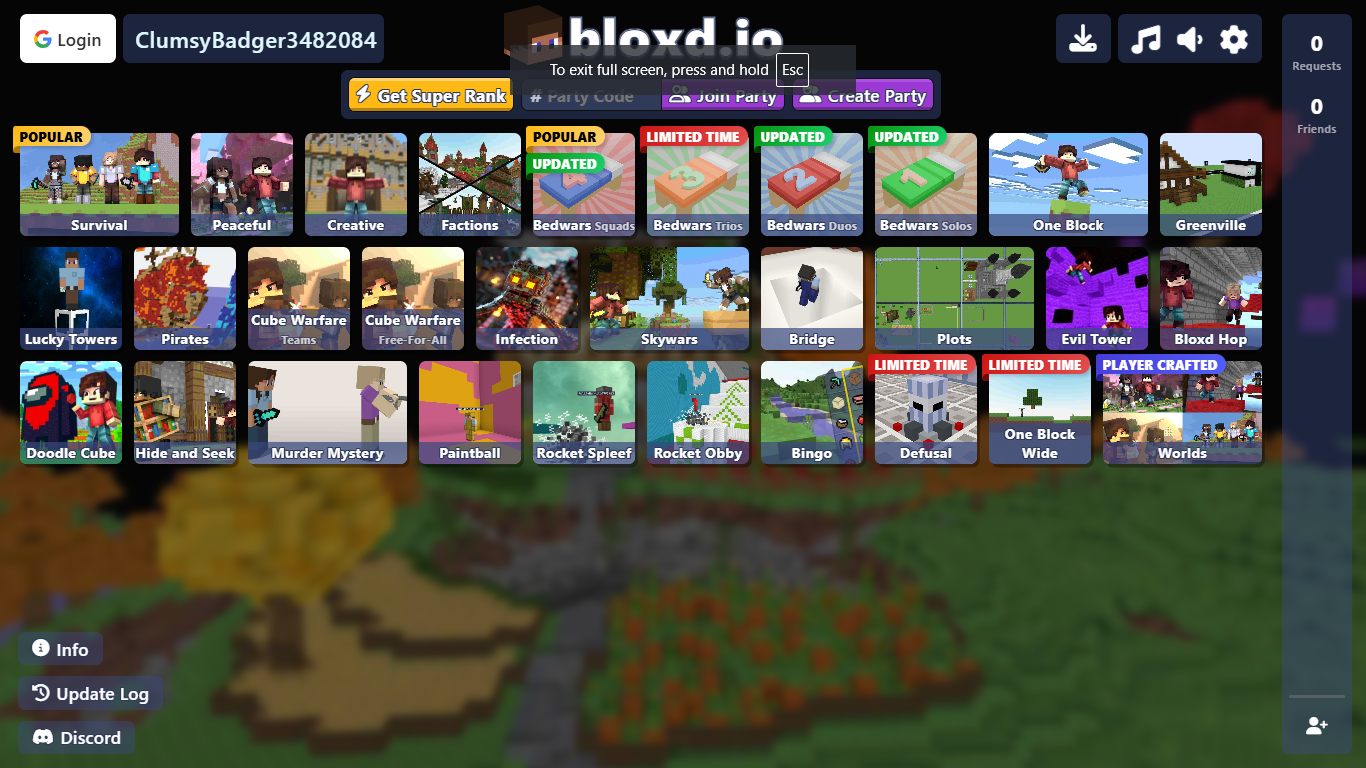 Login
ClumsyBadger3482084
bloxd.io
To exit full screen, press and hold Esc
Get Super Rank
# Party Code
Join Party
Create Party
0
Requests
0
Friends
POPULAR
Survival
Peaceful
Creative
Factions
POPULAR
UPDATED
4
Bedwars Squads
LIMITED TIME
3
Bedwars Trios
UPDATED
2
Bedwars Duos
UPDATED
1
Bedwars Solos
One Block
Greenville
Lucky Towers
Pirates
Cube Warfare
Teams
Cube Warfare
Free-For-All
Infection
Skywars
Bridge
Plots
Evil Tower
Bloxd Hop
Doodle Cube
Hide and Seek
Murder Mystery
Paintball
Rocket Spleef
Rocket Obby
Bingo
LIMITED TIME
Defusal
LIMITED TIME
One Block
Wide
PLAYER CRAFTED
Worlds
Info
Update Log
Discord